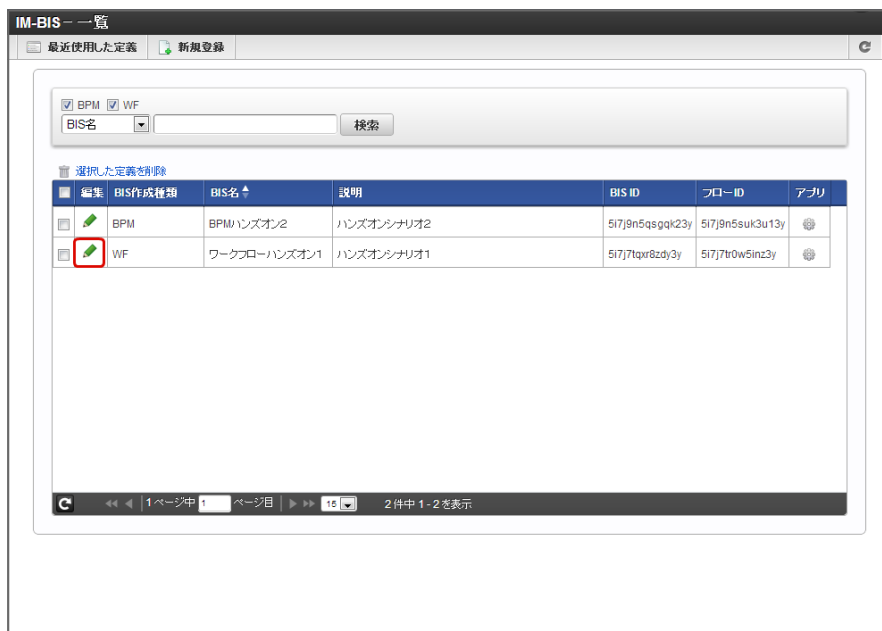 IM-BIS－一覧
最近使用した定義 新規登録
BPM WF
BIS名 検索
選択した定義を削除
編集 BIS作成種類 BIS名 説明 BIS ID フローID アプリ
BPM BPMハンズオン2 ハンズオンシナリオ2 5i7j9n5qsgqk23y 5i7j9n5suk3u13y
WF ワークフローハンズオン1 ハンズオンシナリオ1 5i7j7tqxr8zdy3y 5i7j7tr0w5inz3y
1ページ中 1 ページ目 15 2件中 1 - 2 を表示